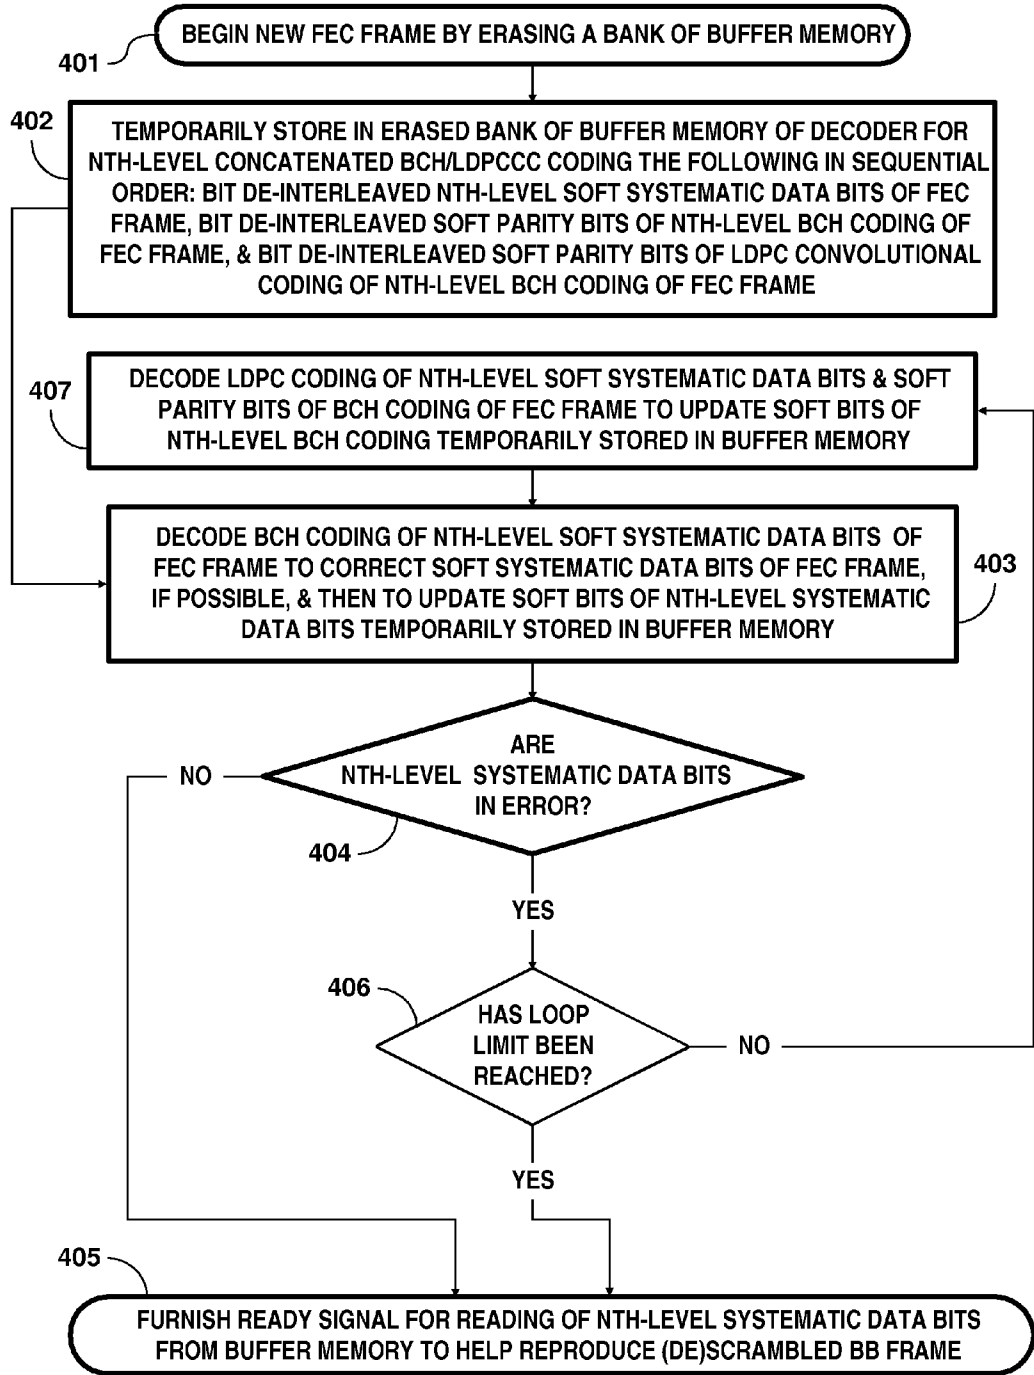 BEGIN NEW FEC FRAME BY ERASING A BANK OF BUFFER MEMORY
401
402
TEMPORARILY STORE IN ERASED BANK OF BUFFER MEMORY OF DECODER FOR
NTH-LEVEL CONCATENATED BCH/LDPCCC CODING THE FOLLOWING IN SEQUENTIAL
ORDER: BIT DE-INTERLEAVED NTH-LEVEL SOFT SYSTEMATIC DATA BITS OF FEC
FRAME, BIT DE-INTERLEAVED SOFT PARITY BITS OF NTH-LEVEL BCH CODING OF
FEC FRAME, & BIT DE-INTERLEAVED SOFT PARITY BITS OF LDPC CONVOLUTIONAL
CODING OF NTH-LEVEL BCH CODING OF FEC FRAME
407
DECODE LDPC CODING OF NTH-LEVEL SOFT SYSTEMATIC DATA BITS & SOFT
PARITY BITS OF BCH CODING OF FEC FRAME TO UPDATE SOFT BITS OF
NTH-LEVEL BCH CODING TEMPORARILY STORED IN BUFFER MEMORY
DECODE BCH CODING OF NTH-LEVEL SOFT SYSTEMATIC DATA BITS OF
FEC FRAME TO CORRECT SOFT SYSTEMATIC DATA BITS OF FEC FRAME,
IF POSSIBLE, & THEN TO UPDATE SOFT BITS OF NTH-LEVEL SYSTEMATIC
DATA BITS TEMPORARILY STORED IN BUFFER MEMORY
403
ARE
NTH-LEVEL SYSTEMATIC DATA BITS
IN ERROR?
NO
404
YES
406
HAS LOOP
LIMIT BEEN
REACHED?
NO
YES
405
FURNISH READY SIGNAL FOR READING OF NTH-LEVEL SYSTEMATIC DATA BITS
FROM BUFFER MEMORY TO HELP REPRODUCE (DE)SCRAMBLED BB FRAME